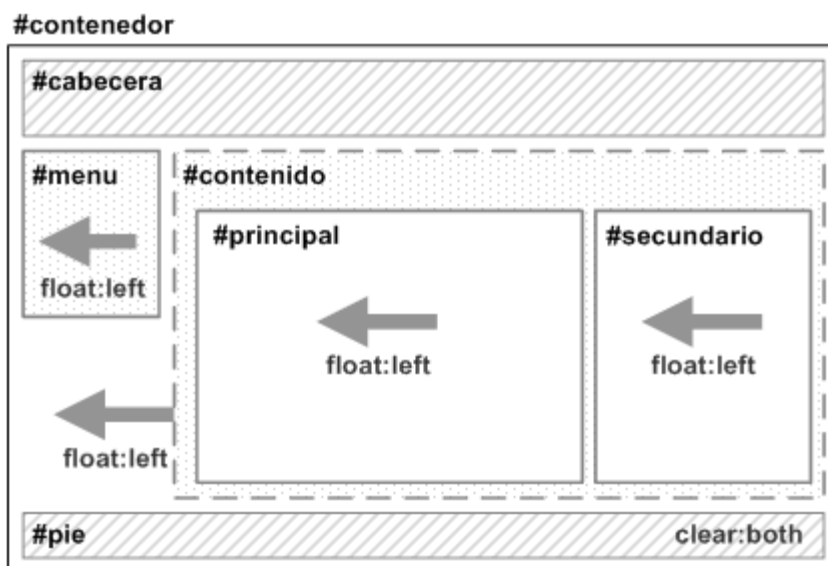 #contenedor
#cabecera
#menu
float:left
#contenido
#principal
float:left
#secundario
float:left
float:left
#pie
clear:both